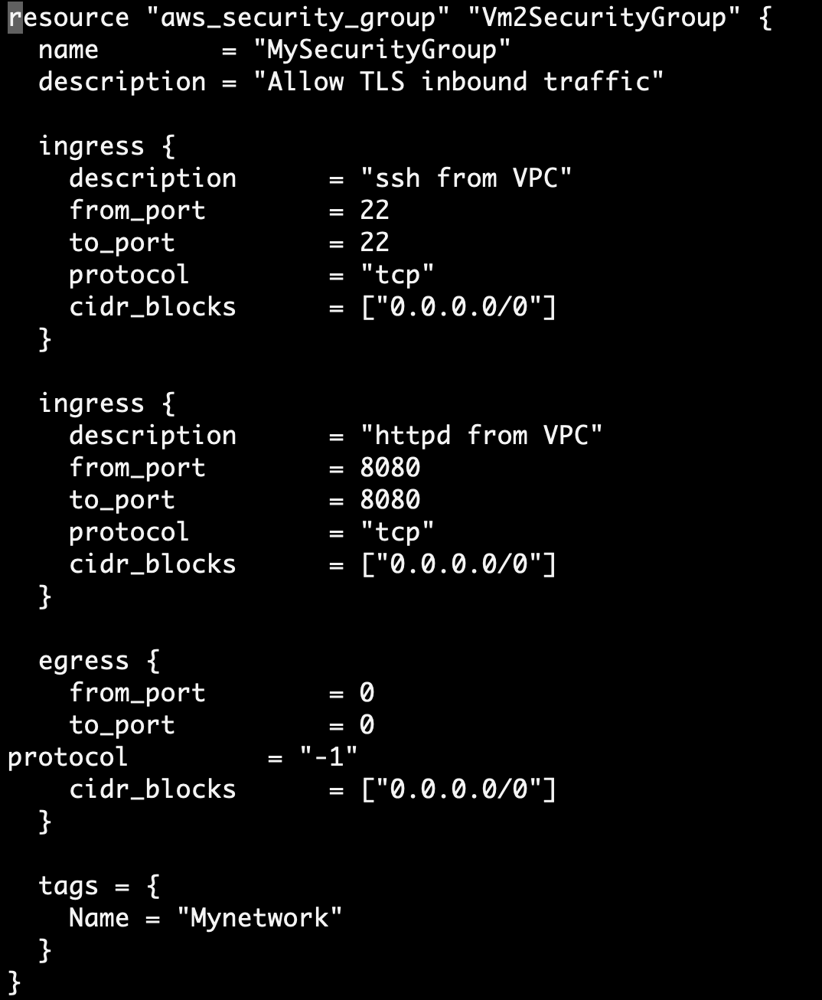 resource "aws_security_group" "Vm2SecurityGroup" {
  name        = "MySecurityGroup"
  description = "Allow TLS inbound traffic"

  ingress {
    description      = "ssh from VPC"
    from_port        = 22
    to_port          = 22
    protocol         = "tcp"
    cidr_blocks      = ["0.0.0.0/0"]
  }

  ingress {
    description      = "httpd from VPC"
    from_port        = 8080
    to_port          = 8080
    protocol         = "tcp"
    cidr_blocks      = ["0.0.0.0/0"]
  }

  egress {
    from_port        = 0
    to_port          = 0
protocol         = "-1"
    cidr_blocks      = ["0.0.0.0/0"]
  }

  tags = {
    Name = "Mynetwork"
  }
}